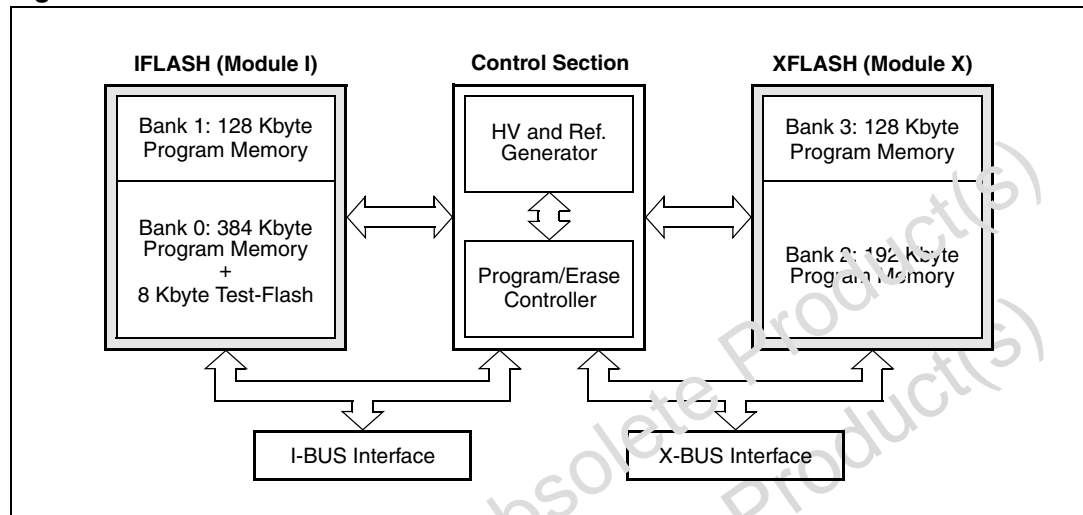 IFLASH (Module I)
Control Section
XFLASH (Module X)
Bank 1: 128 Kbyte
Program Memory
Bank 0: 384 Kbyte
Program Memory
+
8 Kbyte Test-Flash
HV and Ref.
Generator
Program/Erase
Controller
Bank 3: 128 Kbyte
Program Memory
Bank 2: 192 Kbyte
Program Memory
I-BUS Interface
X-BUS Interface
Product(s)
Product(s)